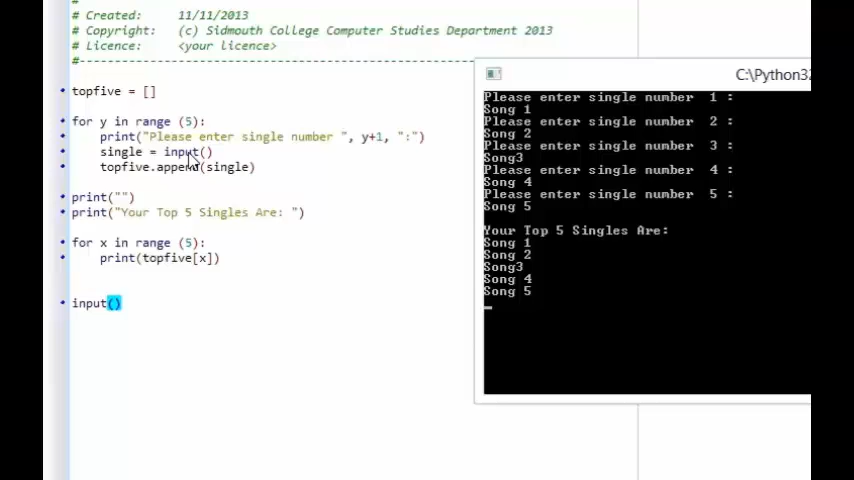 #
# Created: 11/11/2013
# Copyright: (c) Sidmouth College Computer Studies Department 2013
# Licence: <your licence>
#-------------------------------------------------------------------------------
topfive = []
for y in range (5):
print("Please enter single number ", y+1, ":")
single = input()
topfive.append(single)
print("")
print("Your Top 5 Singles Are: ")
for x in range (5):
print(topfive[x])
input()
C:\Python32
Please enter single number 1 :
Song 1
Please enter single number 2 :
Song 2
Please enter single number 3 :
Song3
Please enter single number 4 :
Song 4
Please enter single number 5 :
Song 5
Your Top 5 Singles Are:
Song 1
Song 2
Song3
Song 4
Song 5